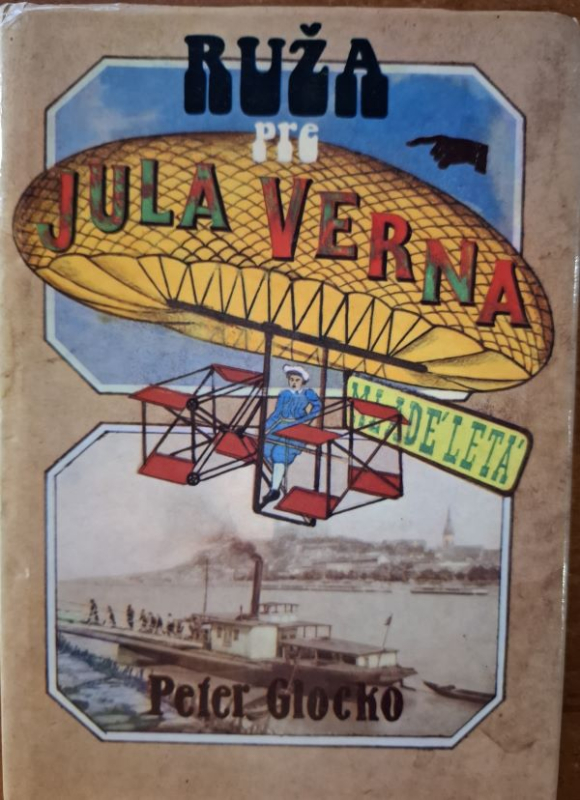 RUŽA
pre
JULA VERNA
MLADÉ LETÁ
Peter Glocko